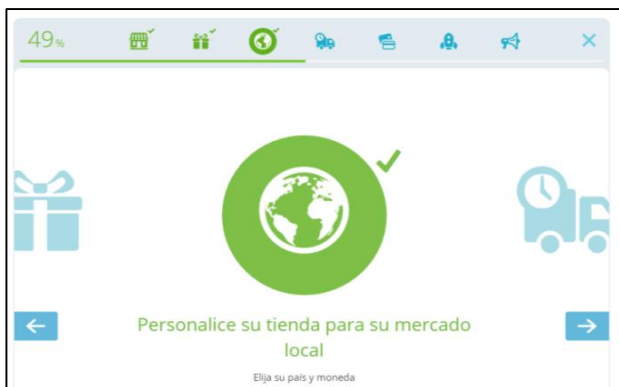 49%
Personalice su tienda para su mercado
local
Elija su país y moneda